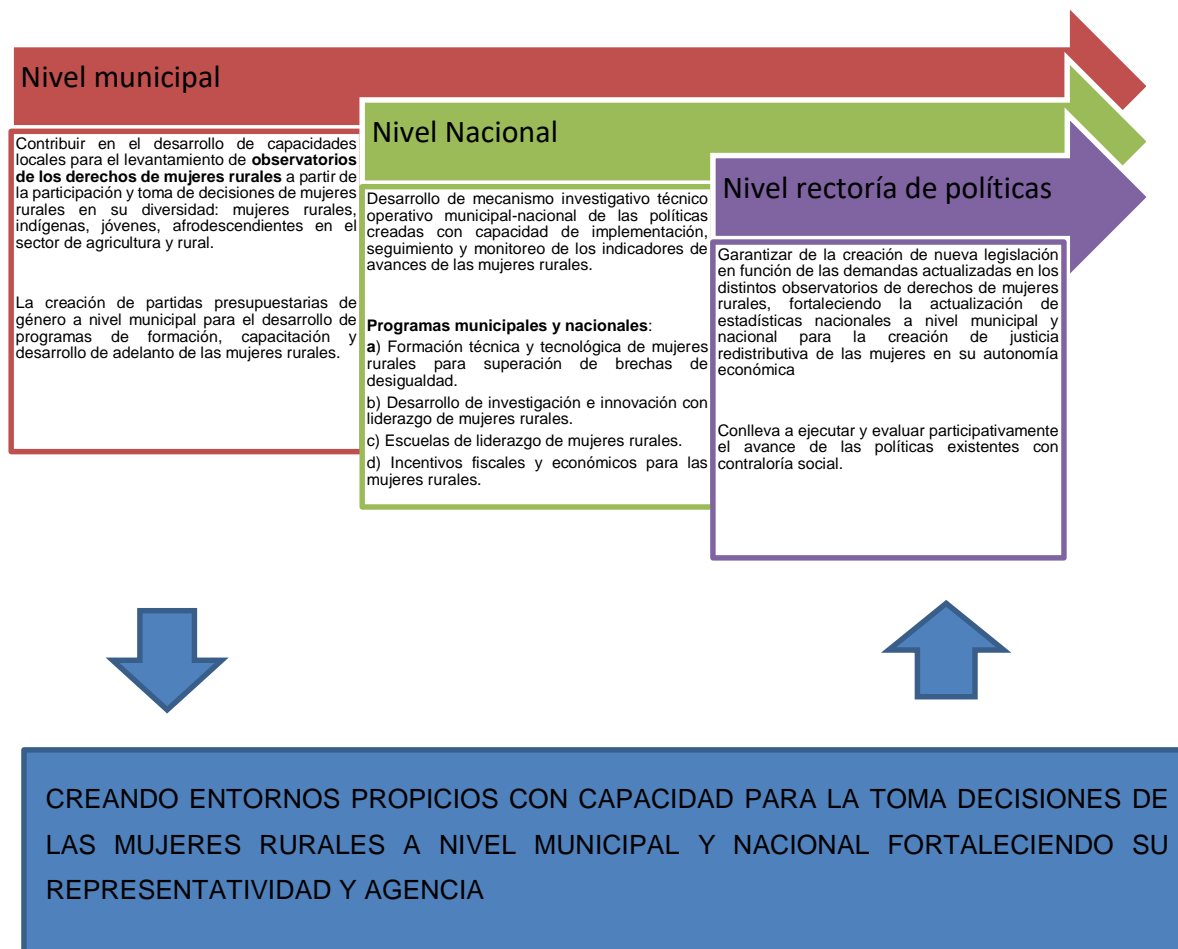 Nivel municipal
Contribuir en el desarrollo de capacidades
locales para el levantamiento de observatorios
de los derechos de mujeres rurales a partir de
la participación y toma de decisiones de mujeres
rurales en su diversidad: mujeres rurales,
indígenas, jóvenes, afrodescendientes en el
sector de agricultura y rural.
La creación de partidas presupuestarias de
género a nivel municipal para el desarrollo de
programas de formación, capacitación y
desarrollo de adelanto de las mujeres rurales.
Nivel Nacional
Desarrollo de mecanismo investigativo técnico
operativo municipal-nacional de las políticas
creadas con capacidad de implementación,
seguimiento y monitoreo de los indicadores de
avances de las mujeres rurales.
Programas municipales y nacionales:
a) Formación técnica y tecnológica de mujeres
rurales para superación de brechas de
desigualdad.
b) Desarrollo de investigación e innovación con
liderazgo de mujeres rurales.
c) Escuelas de liderazgo de mujeres rurales.
d) Incentivos fiscales y económicos para las
mujeres rurales.
Nivel rectoría de políticas
Garantizar de la creación de nueva legislación
en función de las demandas actualizadas en los
distintos observatorios de derechos de mujeres
rurales, fortaleciendo la actualización de
estadísticas nacionales a nivel municipal y
nacional para la creación de justicia
redistributiva de las mujeres en su autonomía
económica
Conlleva a ejecutar y evaluar participativamente
el avance de las políticas existentes con
contraloría social.
CREANDO ENTORNOS PROPICIOS CON CAPACIDAD PARA LA TOMA DECISIONES DE
LAS MUJERES RURALES A NIVEL MUNICIPAL Y NACIONAL FORTALECIENDO SU
REPRESENTATIVIDAD Y AGENCIA